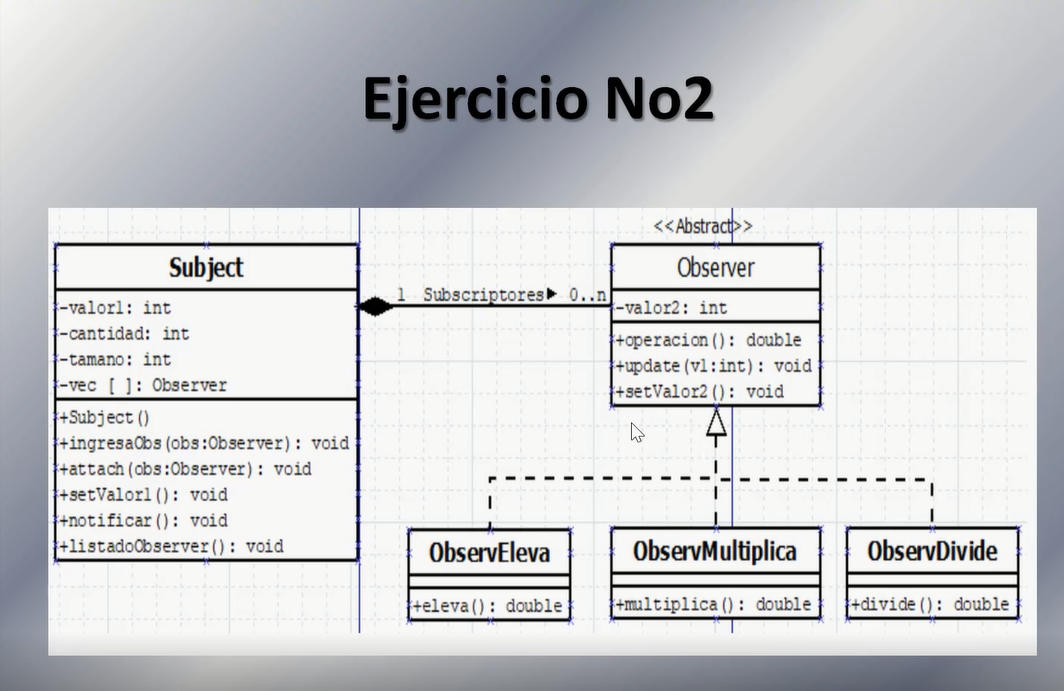 Ejercicio No2
<<Abstract>>
Subject
-valor1: int
-cantidad: int
-tamano: int
-vec [ ]: Observer
+Subject()
+ingresaObs(obs:Observer): void
+attach(obs:Observer): void
+setValor1(): void
+notificar(): void
+listadoObserver(): void
1 Subscriptores 0..n
Observer
-valor2: int
+operacion(): double
+update(v1:int): void
+setValor2(): void
ObservEleva
+eleva(): double
ObservMultiplica
+multiplica(): double
ObservDivide
+divide(): double